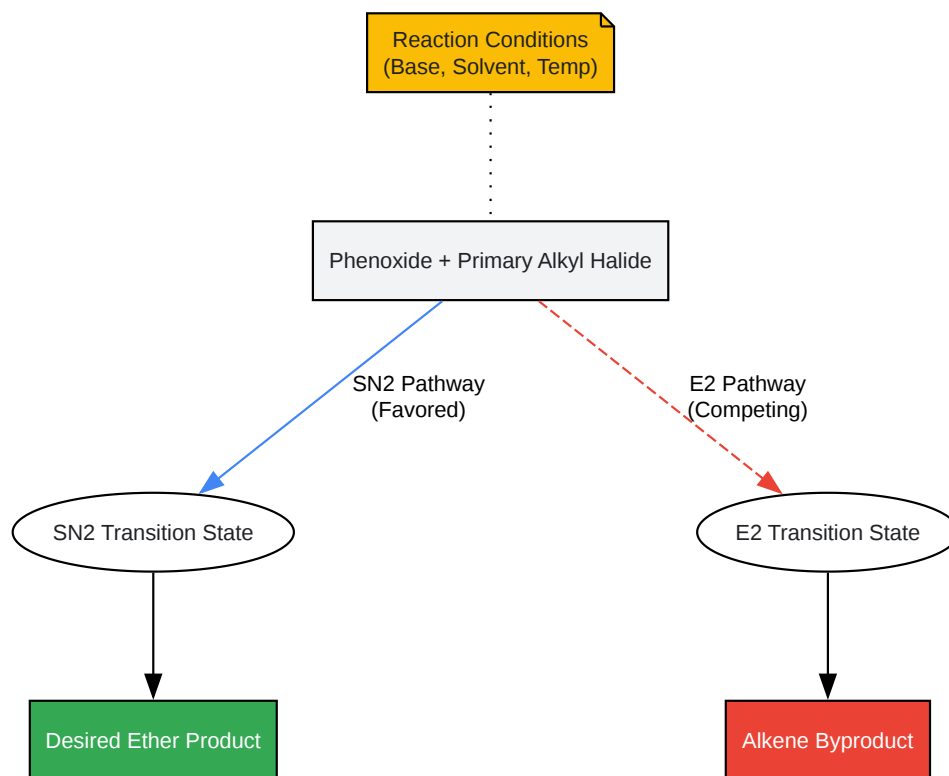 Reaction Conditions
(Base, Solvent, Temp)
Phenoxide + Primary Alkyl Halide
SN2 Pathway
(Favored)
E2 Pathway
(Competing)
SN2 Transition State
E2 Transition State
Desired Ether Product
Alkene Byproduct